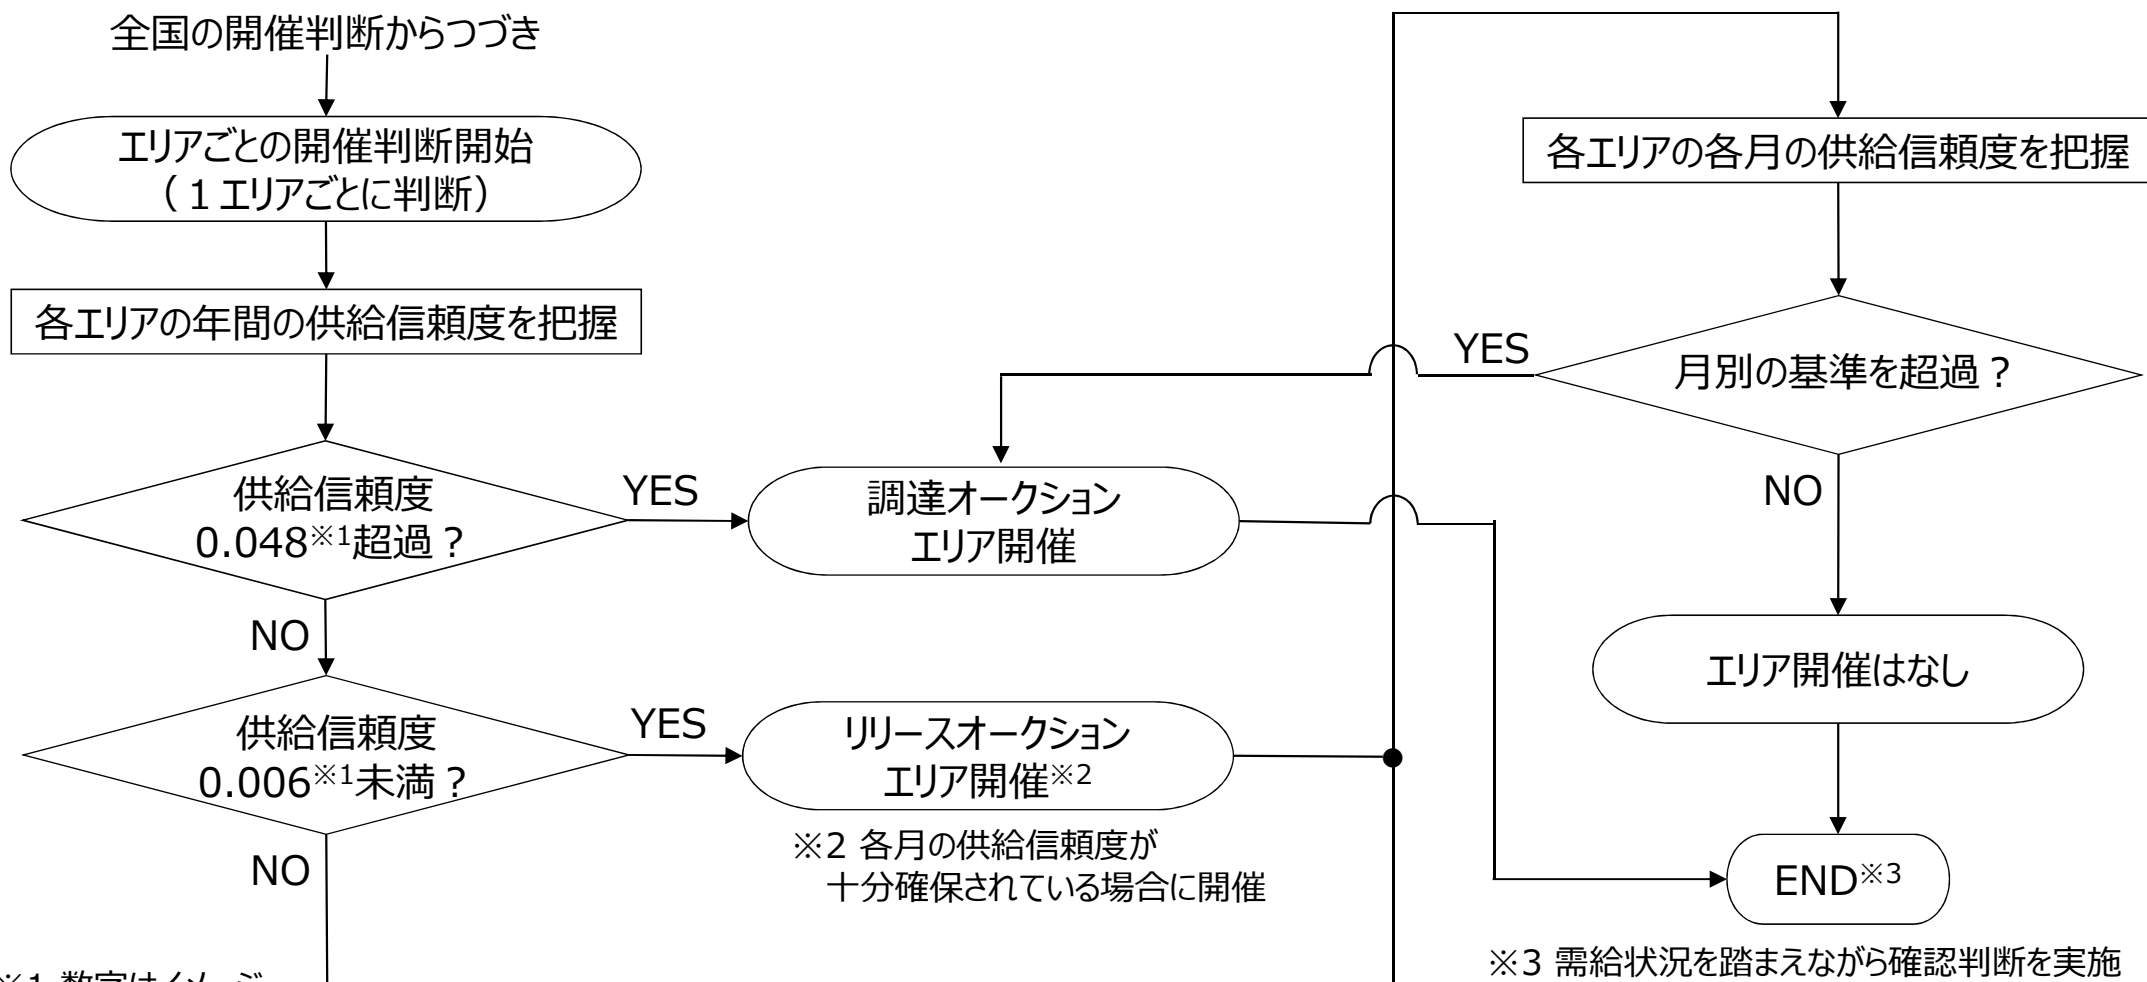 全国の開催判断からつづき
エリアごとの開催判断開始
（１エリアごとに判断）
各エリアの年間の供給信頼度を把握
供給信頼度
0.048※1超過？
YES
NO
調達オークション
エリア開催
供給信頼度
0.006※1未満？
YES
NO
リリースオークション
エリア開催※2
※2 各月の供給信頼度が
十分確保されている場合に開催
※1 数字はイメージ
各エリアの各月の供給信頼度を把握
月別の基準を超過？
YES
NO
エリア開催はなし
END※3
※3 需給状況を踏まえながら確認判断を実施